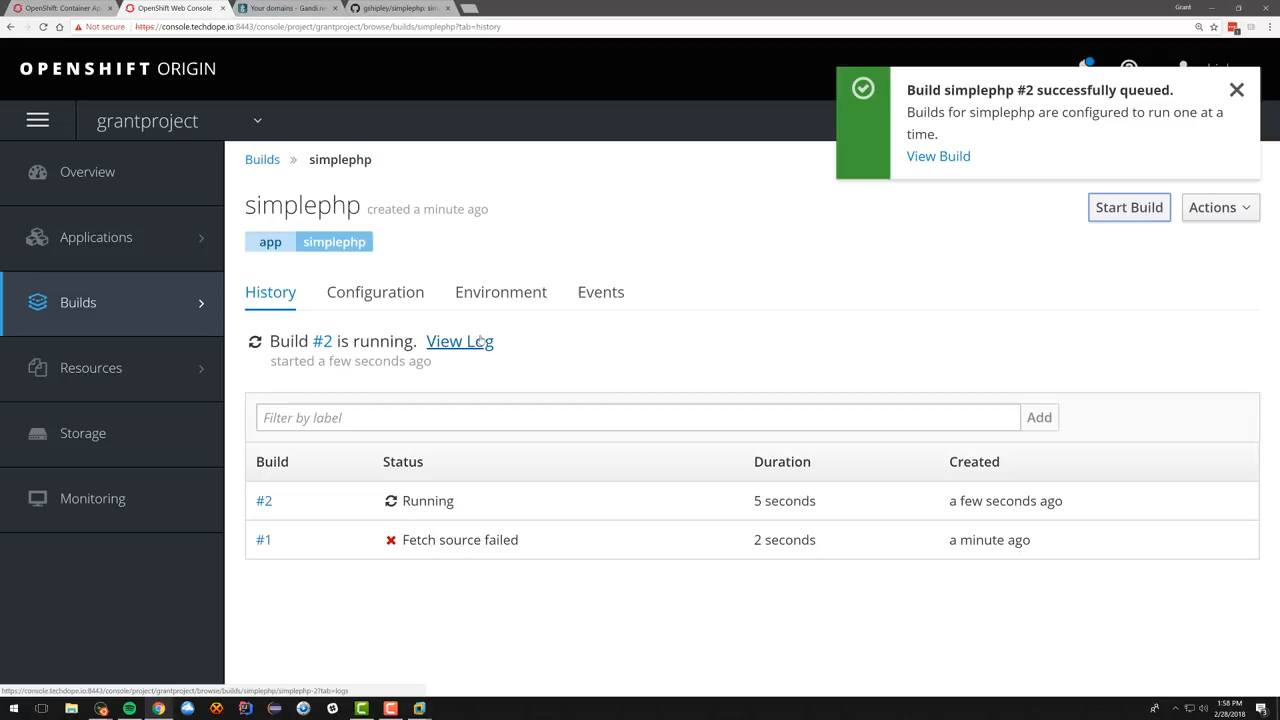 OpenShift: Container App
OpenShift Web Console
Your domains - Gandi.ne
gshipley/simplephp: sim
Grant
Not secure
https://console.techdope.io:8443/console/project/grantproject/browse/builds/simplephp?tab=history
OPENSHIFT ORIGIN
grantproject
Build simplephp #2 successfully queued.
Builds for simplephp are configured to run one at a
time.
View Build
Overview
Applications
Builds
Resources
Storage
Monitoring
Builds » simplephp
simplephp created a minute ago
Start Build
Actions
app simplephp
History
Configuration
Environment
Events
Build #2 is running. View Log
started a few seconds ago
Filter by label
Add
Build Status Duration Created
#2 Running 5 seconds a few seconds ago
#1 Fetch source failed 2 seconds a minute ago
https://console.techdope.io:8443/console/project/grantproject/browse/builds/simplephp/simplephp-2?tab=logs
1:58 PM
2/28/2018